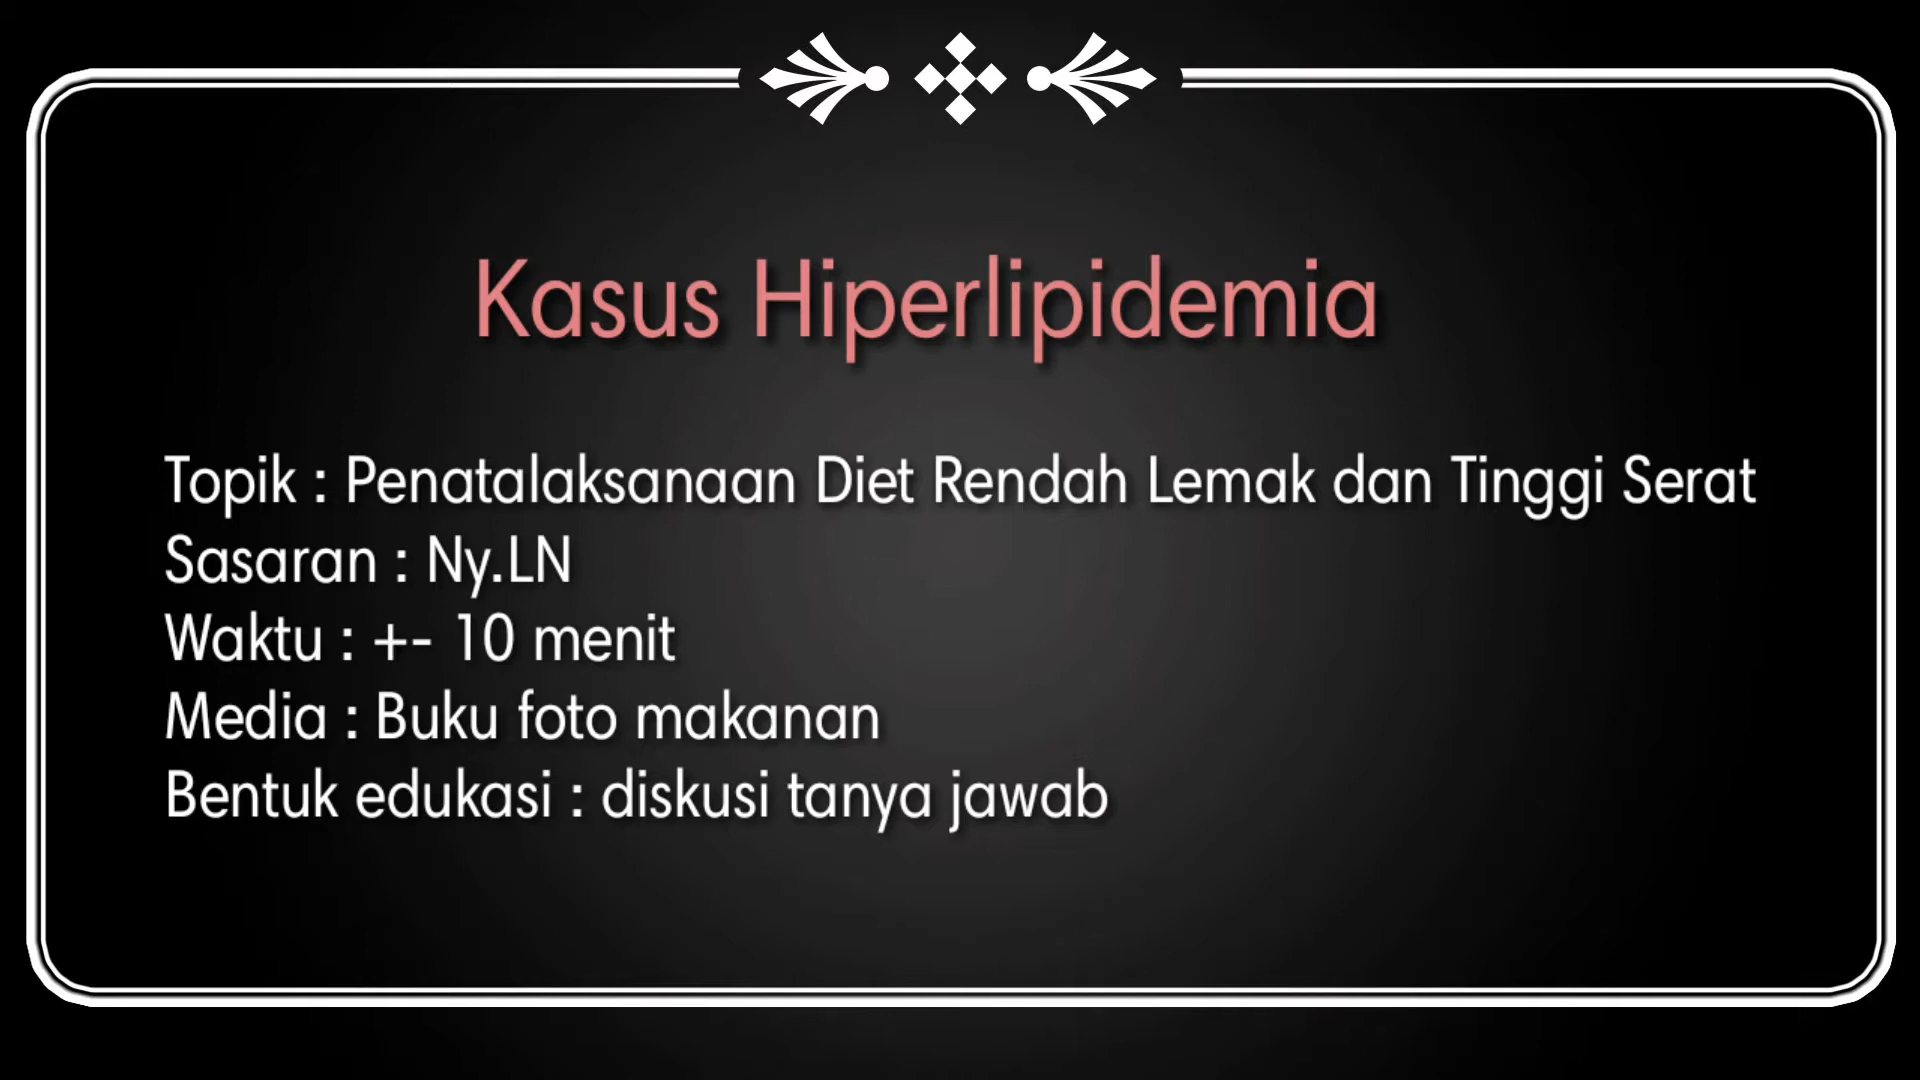 Kasus Hiperlipidemia
Topik : Penatalaksanaan Diet Rendah Lemak dan Tinggi Serat
Sasaran : Ny.LN
Waktu : +- 10 menit
Media : Buku foto makanan
Bentuk edukasi : diskusi tanya jawab